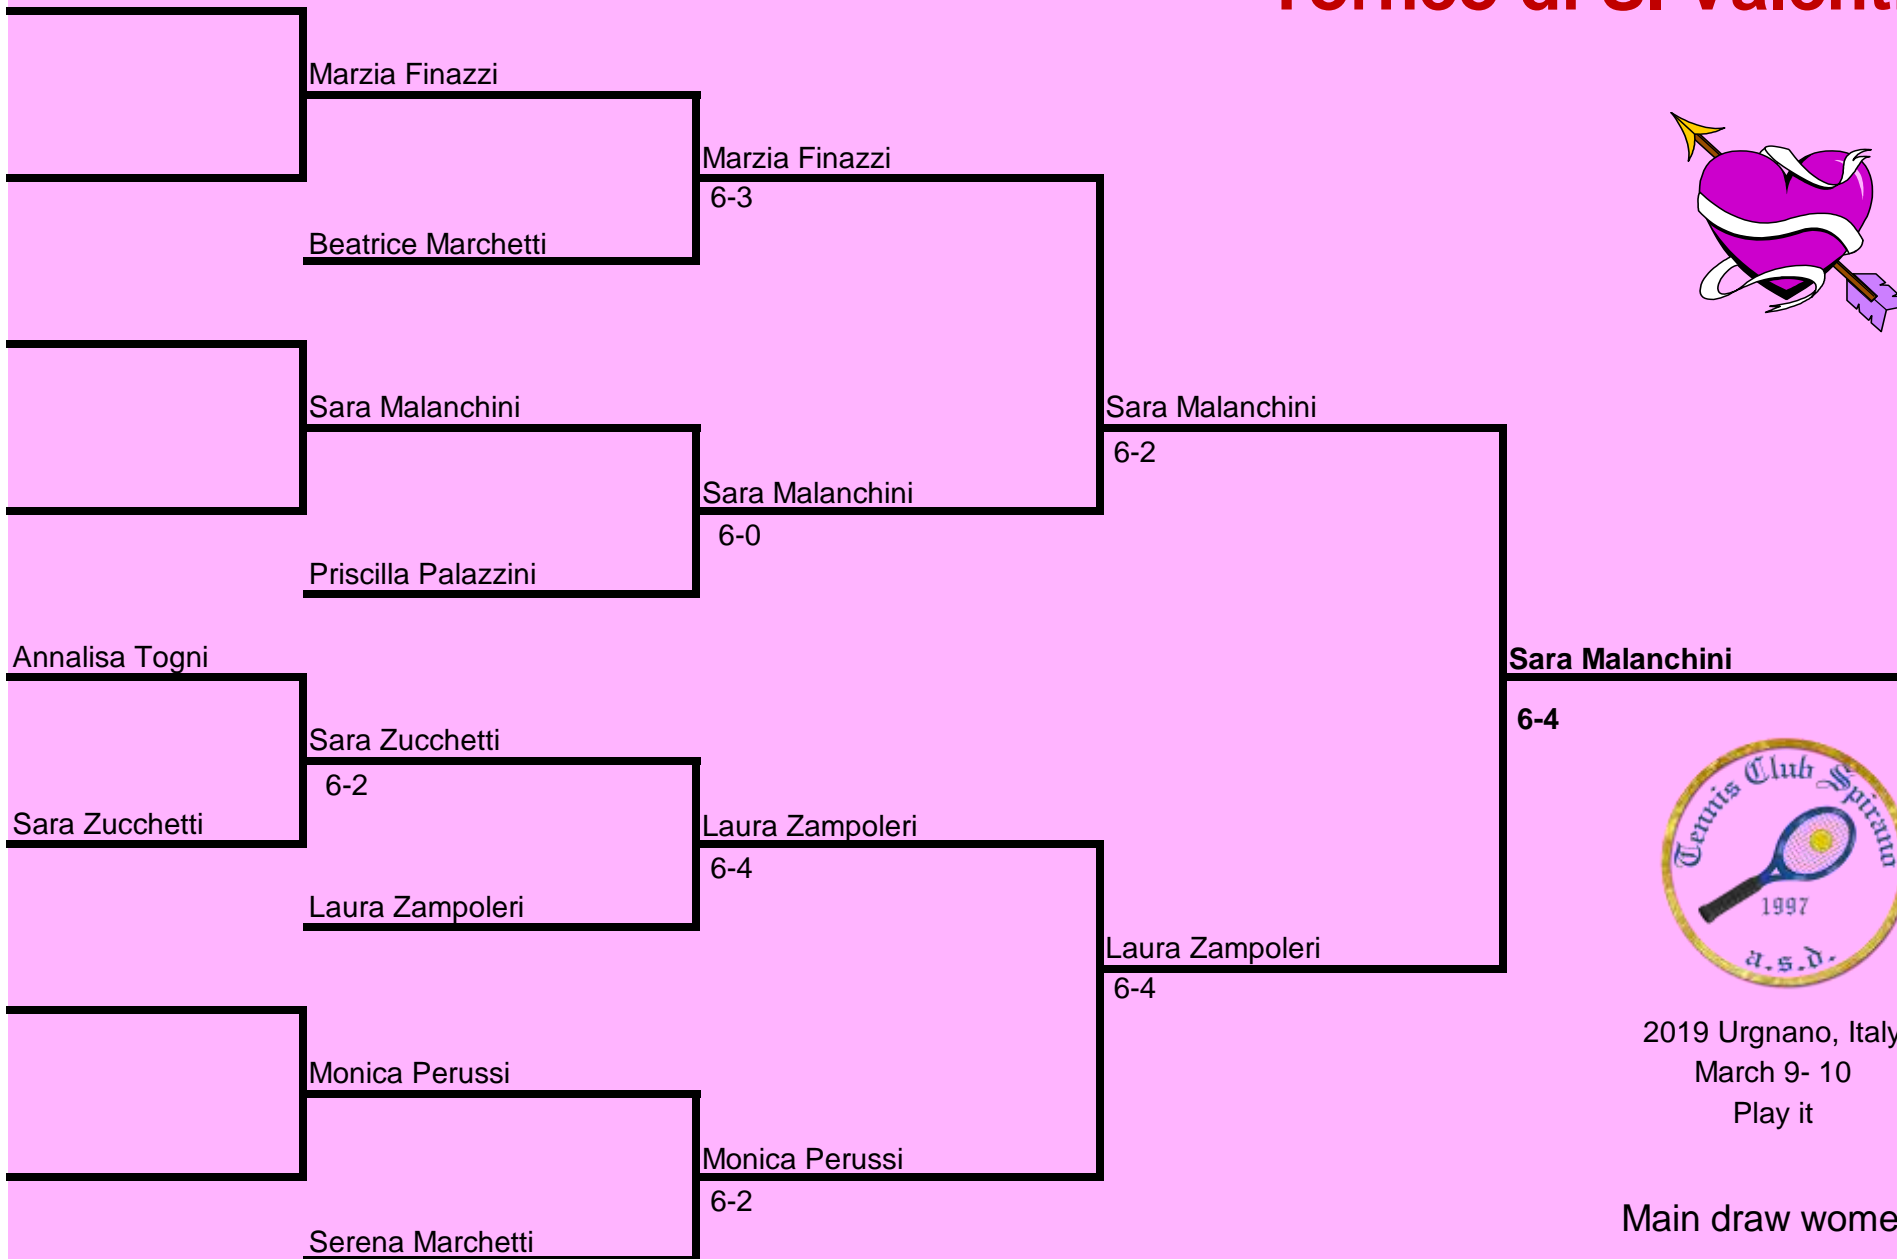 Marzia Finazzi
Marzia Finazzi
6-3
Beatrice Marchetti
Sara Malanchini
Sara Malanchini
6-2
Sara Malanchini
6-0
Priscilla Palazzini
Annalisa Togni
Sara Malanchini
6-4
Sara Zucchetti
6-2
Sara Zucchetti
Laura Zampoleri
6-4
Laura Zampoleri
Laura Zampoleri
6-4
Tennis Club Spirano
1997
a.s.d.
2019 Urgnano, Italy
March 9- 10
Play it
Monica Perussi
Monica Perussi
6-2
Serena Marchetti
Main draw wome